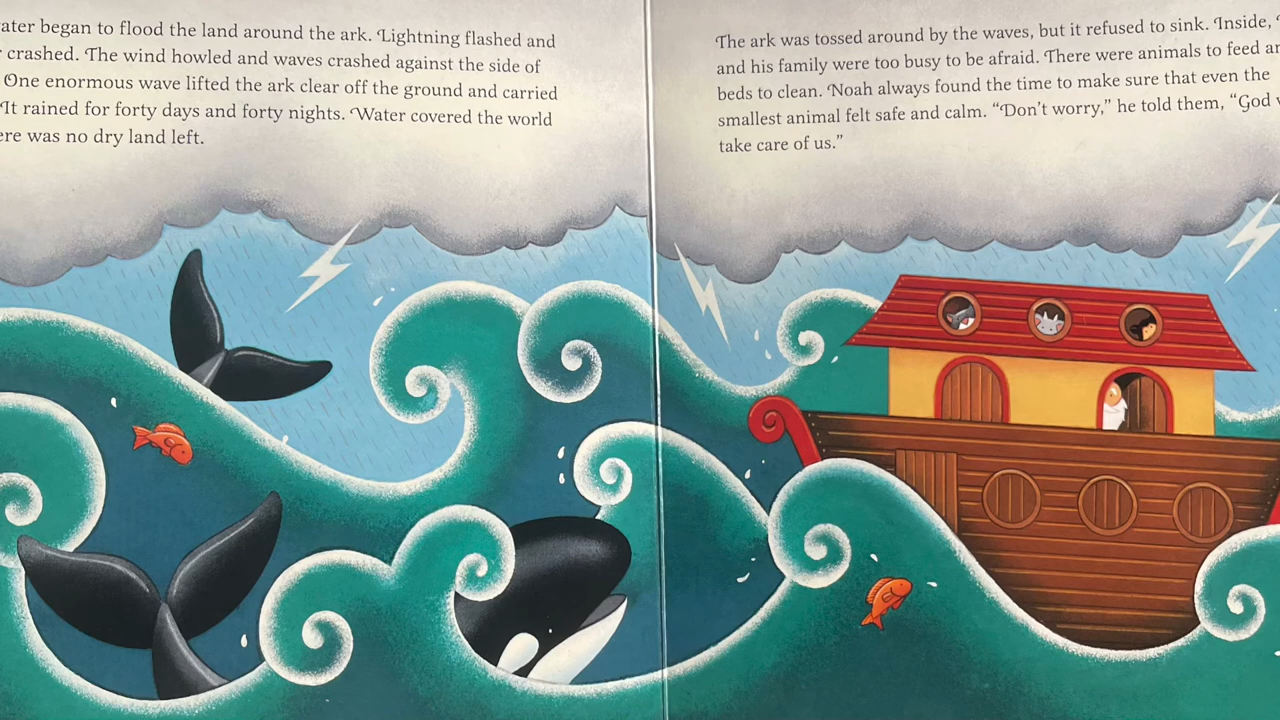 ater began to flood the land around the ark. Lightning flashed and
crashed. The wind howled and waves crashed against the side of
One enormous wave lifted the ark clear off the ground and carried
It rained for forty days and forty nights. Water covered the world
ere was no dry land left.
The ark was tossed around by the waves, but it refused to sink. Inside,
and his family were too busy to be afraid. There were animals to feed
beds to clean. Noah always found the time to make sure that even the
smallest animal felt safe and calm. “Don’t worry,” he told them, “God
take care of us.”